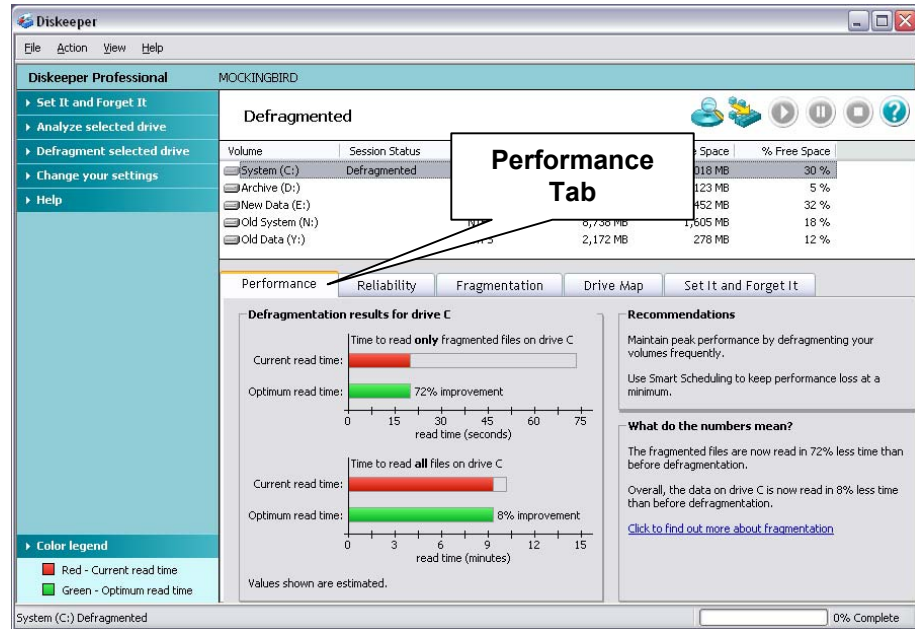 Diskeeper
File Action View Help
Diskeeper Professional MOCKINGBIRD
Set It and Forget It
Analyze selected drive
Defragment selected drive
Change your settings
Help
Defragmented
Volume Session Status Space % Free Space
System (C:) Defragmented 018 MB 30 %
Archive (D:) 123 MB 5 %
New Data (E:) 452 MB 32 %
Old System (N:) 8,738 MB 1,605 MB 18 %
Old Data (Y:) 2,172 MB 278 MB 12 %
Performance
Tab
Performance Reliability Fragmentation Drive Map Set It and Forget It
Defragmentation results for drive C
Time to read only fragmented files on drive C
Current read time:
Optimum read time: 72% improvement
0 15 30 45 60 75
read time (seconds)
Time to read all files on drive C
Current read time:
Optimum read time: 8% improvement
0 3 6 9 12 15
read time (minutes)
Values shown are estimated.
Recommendations
Maintain peak performance by defragmenting your
volumes frequently.
Use Smart Scheduling to keep performance loss at a
minimum.
What do the numbers mean?
The fragmented files are now read in 72% less time than
before defragmentation.
Overall, the data on drive C is now read in 8% less time
than before defragmentation.
Click to find out more about fragmentation
Color legend
Red - Current read time
Green - Optimum read time
System (C:) Defragmented 0% Complete